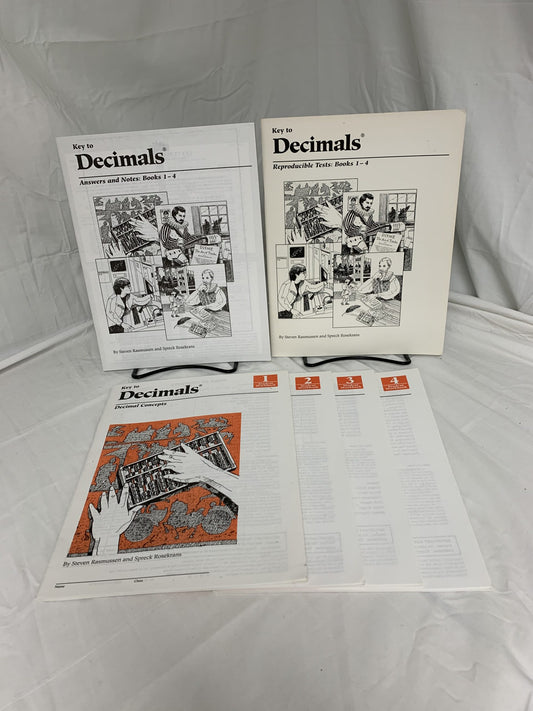 Key to
Decimals®
Answers and Notes: Books 1–4
By Steven Rasmussen and Spreck Rosekrans
Key to
Decimals®
Reproducible Tests: Books 1–4
By Steven Rasmussen and Spreck Rosekrans
Key to
Decimals®
Decimal Concepts
1
2
3
4
By Steven Rasmussen and Spreck Rosekrans
Name
Class